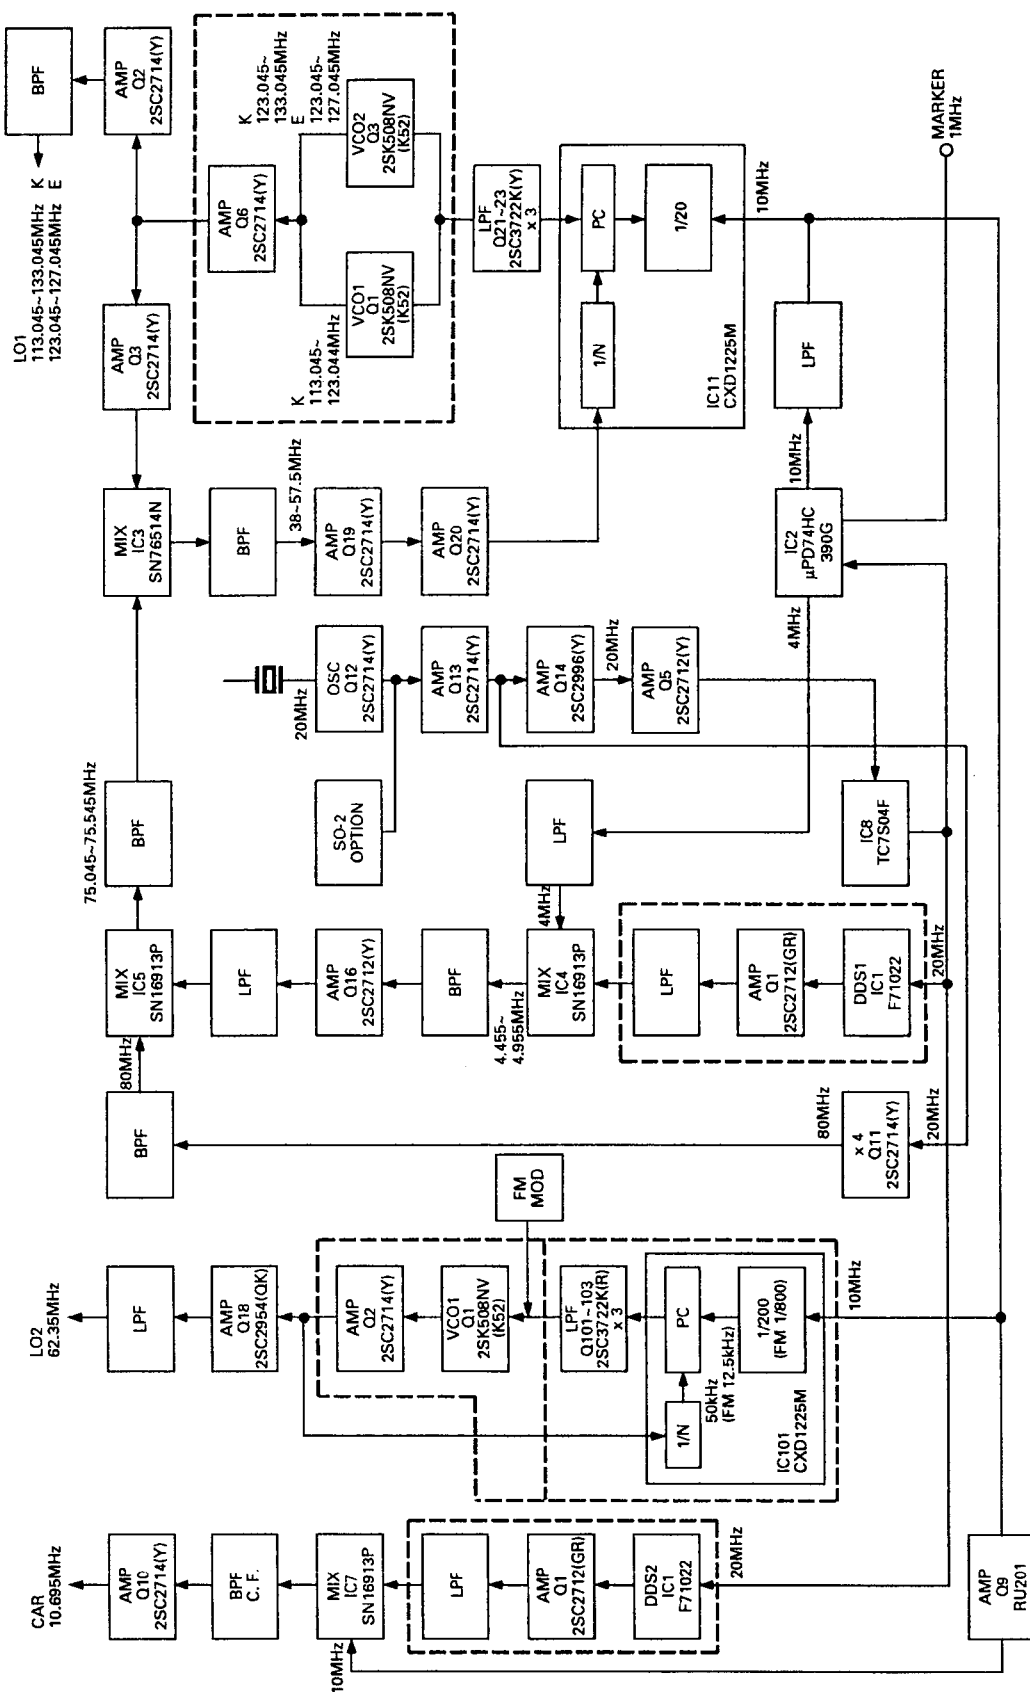 CAR
10.695MHz
AMP
Q10
2SC2714(Y)
BPF
C. F.
MIX
IC7
SN16913P
10MHz
LPF
AMP
Q1
2SC2712(GR)
DDS2
IC1
F71022
20MHz
AMP
Q9
RU201
LO2
62.35MHz
LPF
AMP
Q18
2SC2954(QK)
AMP
Q2
2SC2714(Y)
VCO1
Q1
2SK508NV
(K52)
FM
MOD
LPF
Q101~103
2SC3722K(R)
x 3
PC
1/N
50kHz
(FM 12.5kHz)
1/200
(FM 1/800)
IC101
CXD1225M
10MHz
BPF
80MHz
80MHz
x 4
Q11
2SC2714(Y)
20MHz
MIX
IC5
SN16913P
LPF
AMP
Q16
2SC2712(Y)
BPF
4.455~
4.955MHz
MIX
IC4
SN16913P
4MHz
LPF
LPF
AMP
Q1
2SC2712(GR)
DDS1
IC1
F71022
20MHz
75.045~75.545MHz
BPF
SO-2
OPTION
20MHz
OSC
Q12
2SC2714(Y)
AMP
Q13
2SC2714(Y)
AMP
Q14
2SC2996(Y)
20MHz
AMP
Q5
2SC2712(Y)
IC8
TC7S04F
MIX
IC3
SN76514N
BPF
38~57.5MHz
AMP
Q19
2SC2714(Y)
AMP
Q20
2SC2714(Y)
4MHz
IC2
μPD74HC
390G
10MHz
LPF
MARKER
1MHz
LO1
113.045~133.045MHz K
123.045~127.045MHz E
BPF
AMP
Q2
2SC2714(Y)
AMP
Q3
2SC2714(Y)
AMP
Q6
2SC2714(Y)
K
113.045~
123.044MHz
VCO1
Q1
2SK508NV
(K52)
K 123.045~
133.045MHz
E 123.045~
127.045MHz
VCO2
Q3
2SK508NV
(K52)
LPF
Q21~23
2SC3722K(Y)
x 3
1/N
PC
1/20
IC11
CXD1225M
10MHz